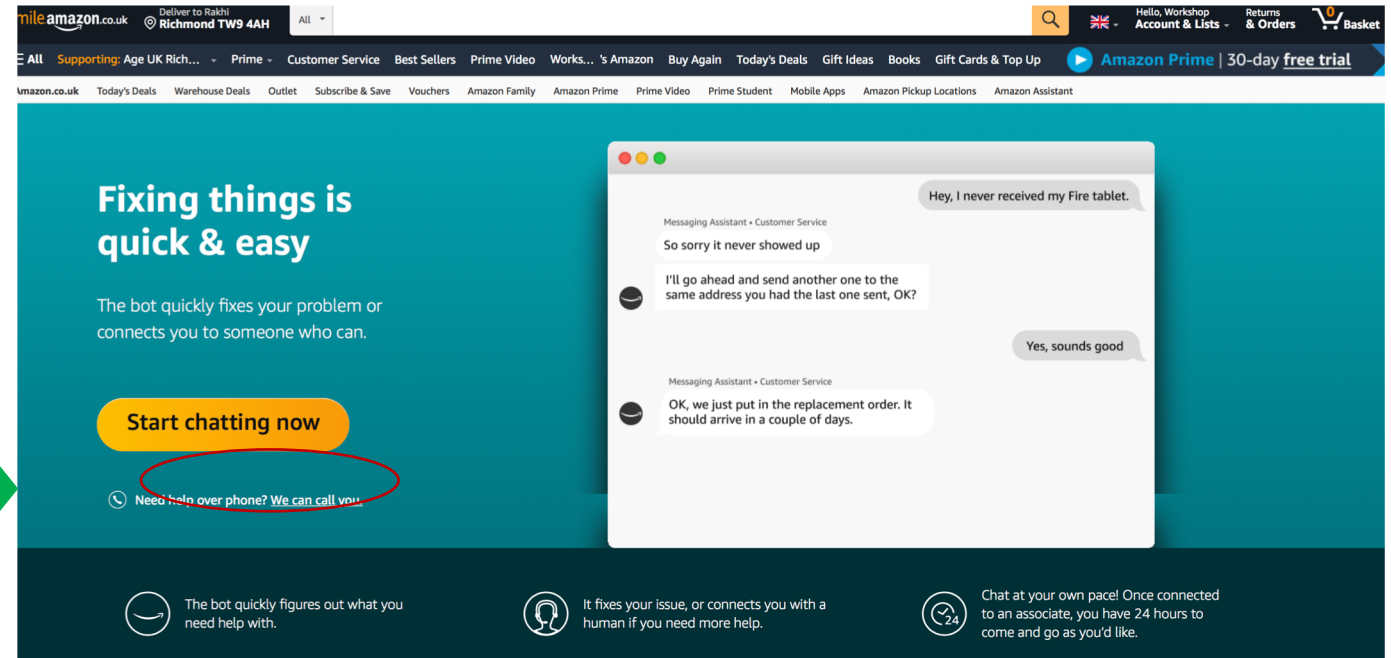 mile.amazon.co.uk
Deliver to Rakhi
Richmond TW9 4AH
All
Hello, Workshop
Account & Lists
Returns
& Orders
0
Basket
All Supporting: Age UK Rich... Prime Customer Service Best Sellers Prime Video Works... 's Amazon Buy Again Today's Deals Gift Ideas Books Gift Cards & Top Up Amazon Prime | 30-day free trial
Amazon.co.uk Today's Deals Warehouse Deals Outlet Subscribe & Save Vouchers Amazon Family Amazon Prime Prime Video Prime Student Mobile Apps Amazon Pickup Locations Amazon Assistant
Fixing things is
quick & easy
The bot quickly fixes your problem or
connects you to someone who can.
Start chatting now
Need help over phone? We can call you.
Hey, I never received my Fire tablet.
Messaging Assistant • Customer Service
So sorry it never showed up
I'll go ahead and send another one to the
same address you had the last one sent, OK?
Yes, sounds good
Messaging Assistant • Customer Service
OK, we just put in the replacement order. It
should arrive in a couple of days.
The bot quickly figures out what you
need help with.
It fixes your issue, or connects you with a
human if you need more help.
24
Chat at your own pace! Once connected
to an associate, you have 24 hours to
come and go as you'd like.